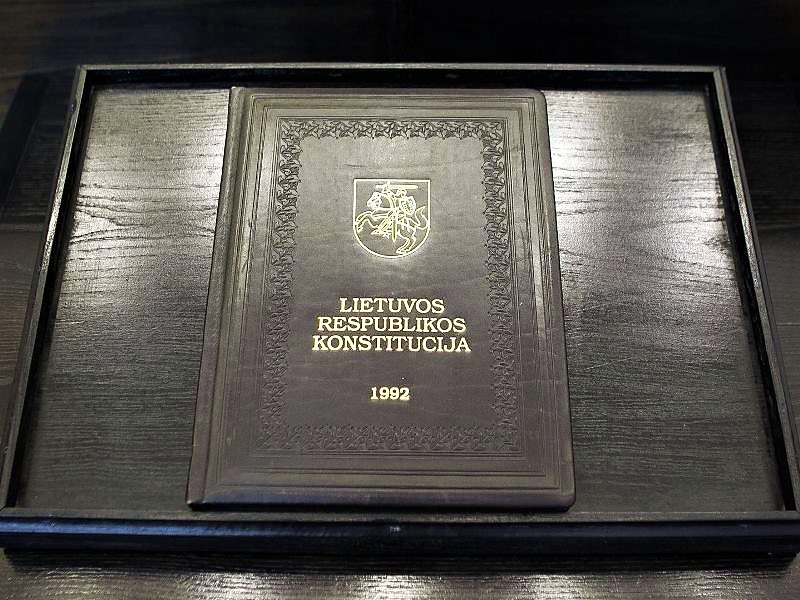 LIETUVOS
RESPUBLIKOS
KONSTITUCIJA
1992